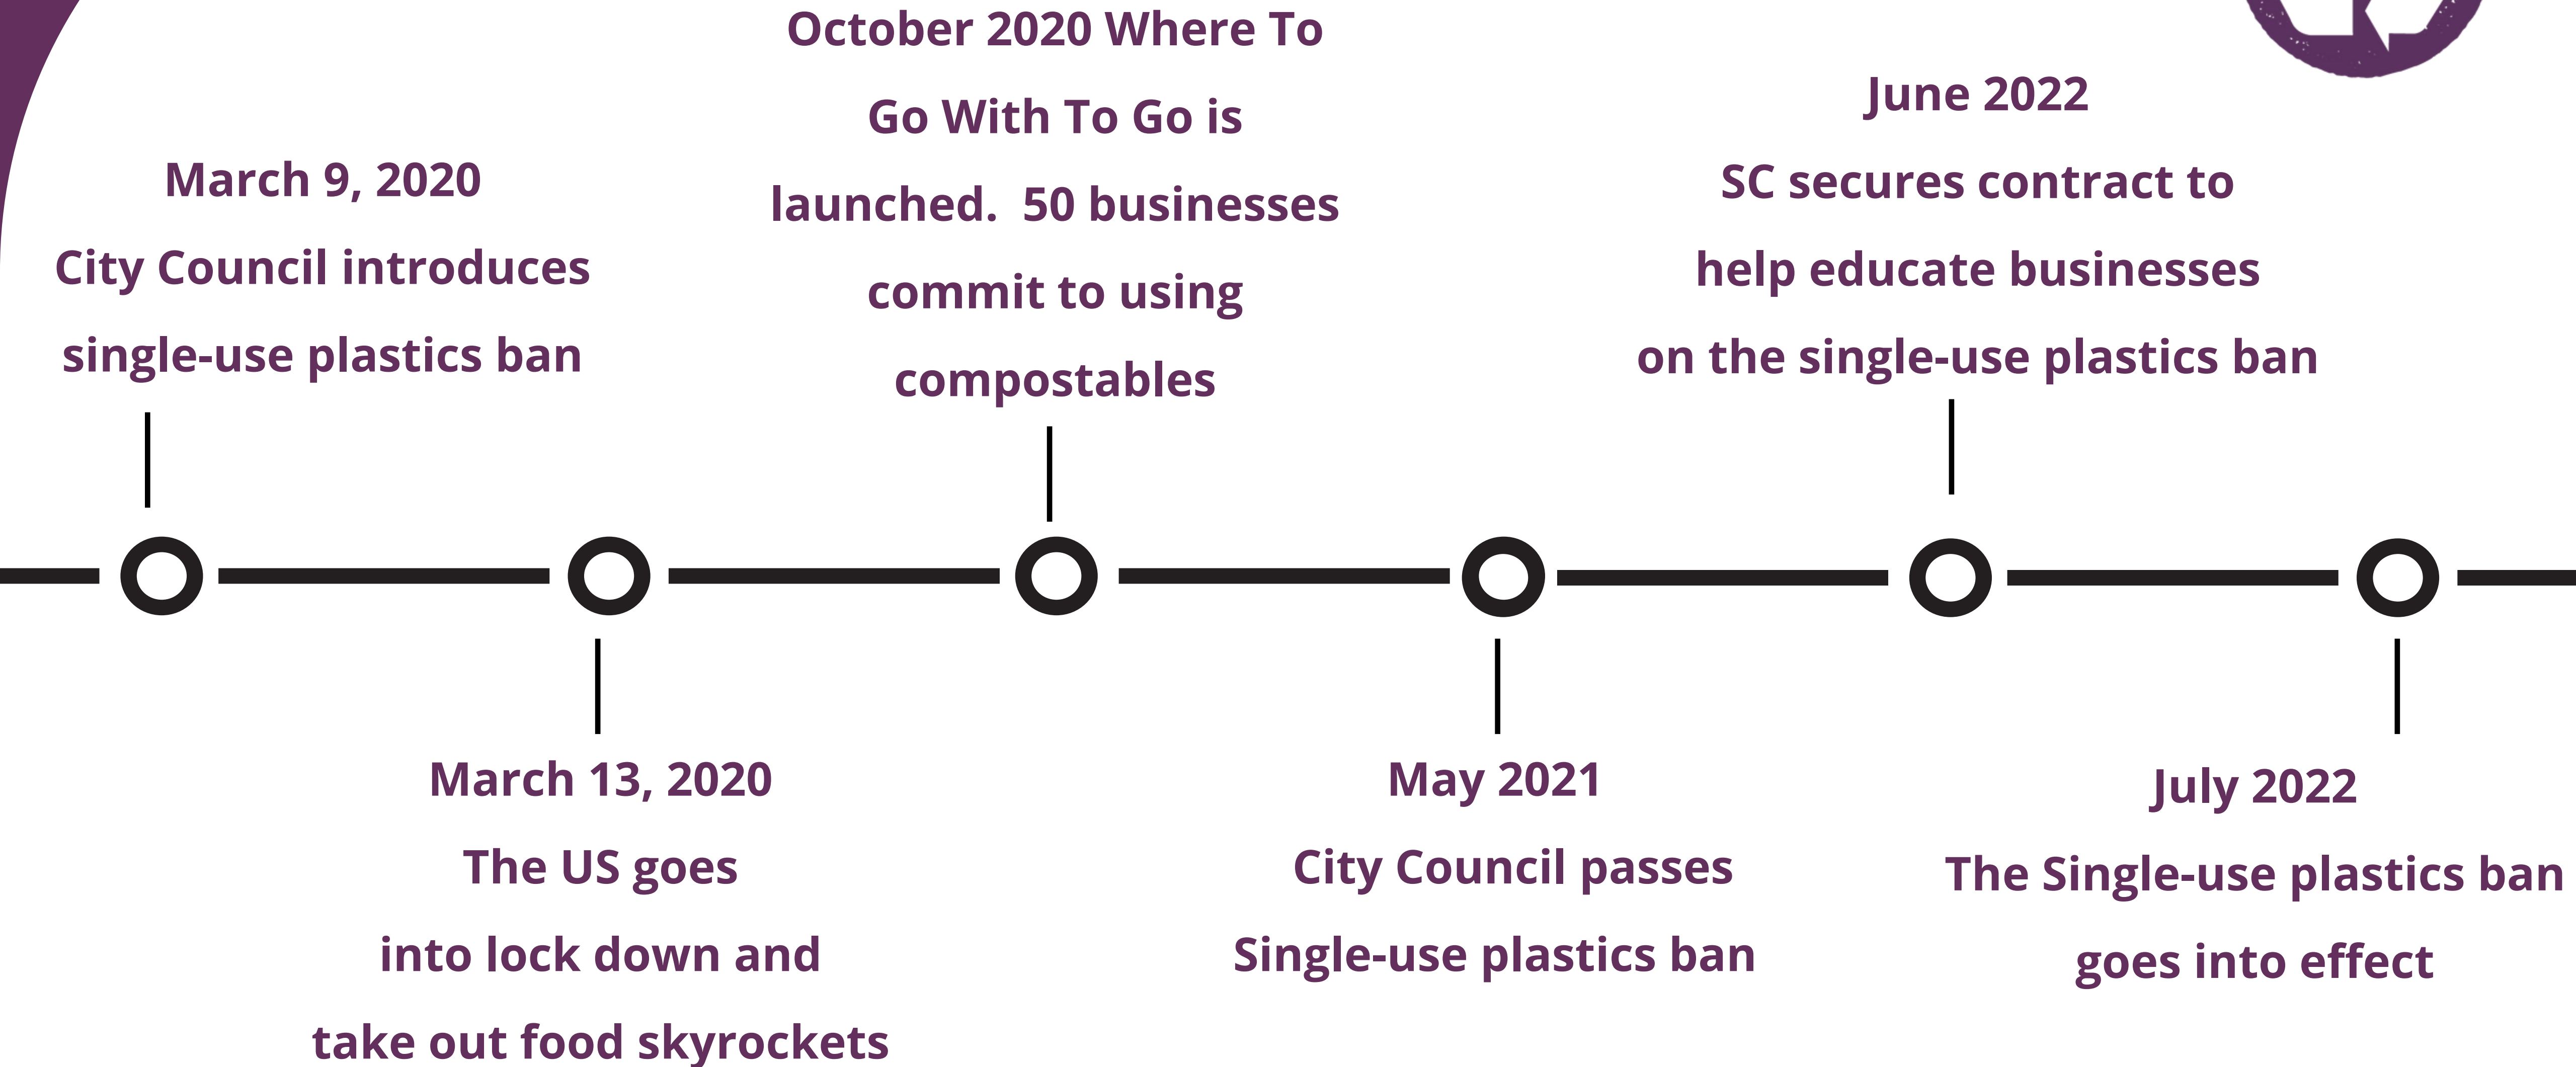 March 9, 2020
City Council introduces
single-use plastics ban
March 13, 2020
The US goes
into lock down and
take out food skyrockets
October 2020 Where To
Go With To Go is
launched.  50 businesses
commit to using
compostables
May 2021
City Council passes
Single-use plastics ban
June 2022
SC secures contract to
help educate businesses
on the single-use plastics ban
July 2022
The Single-use plastics ban
goes into effect